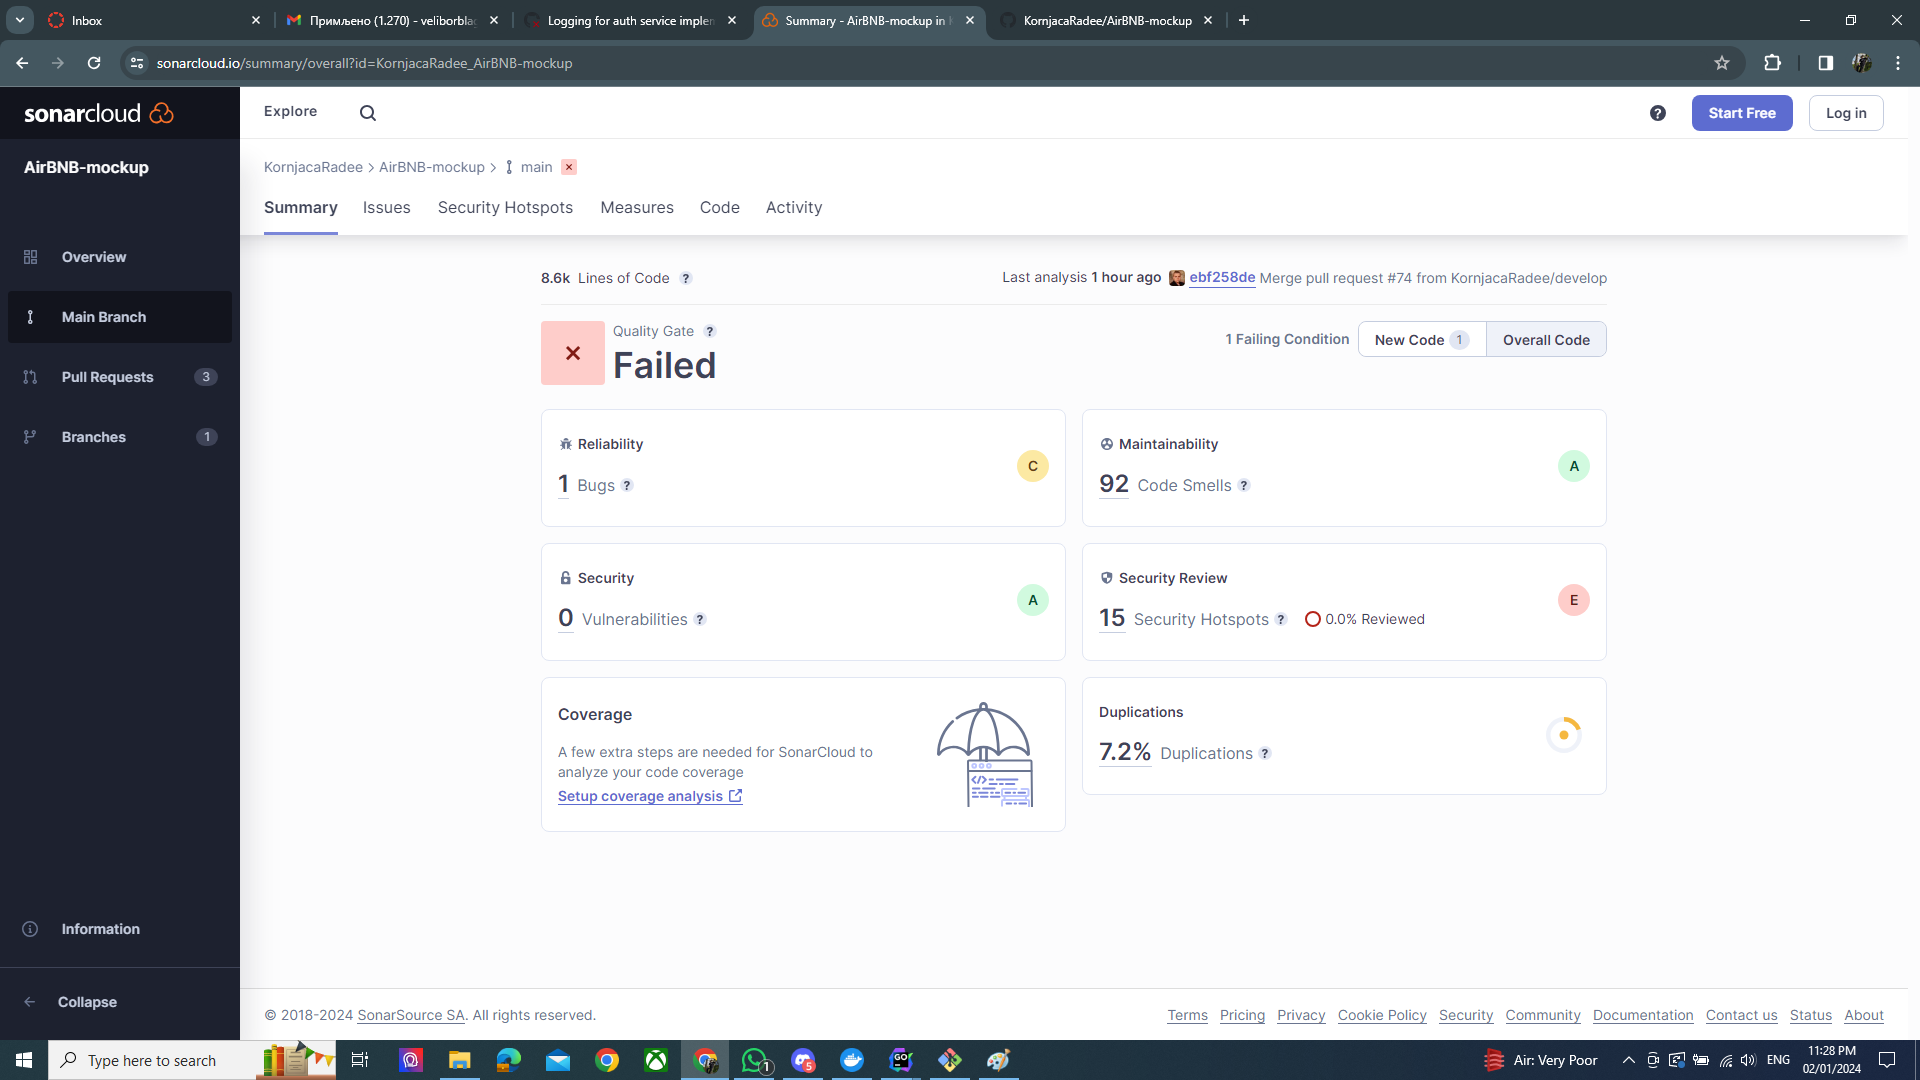 Inbox
Примљено (1.270) - veliborblag
Logging for auth service implem
Summary - AirBNB-mockup in K
KornjacaRadee/AirBNB-mockup
sonarcloud.io/summary/overall?id=KornjacaRadee_AirBNB-mockup
sonarcloud
Explore
Start Free
Log in
AirBNB-mockup
KornjacaRadee > AirBNB-mockup > main
Summary
Issues
Security Hotspots
Measures
Code
Activity
Overview
Main Branch
Pull Requests 3
Branches 1
8.6k Lines of Code ?
Last analysis 1 hour ago ebf258de Merge pull request #74 from KornjacaRadee/develop
Quality Gate ?
Failed
1 Failing Condition
New Code 1
Overall Code
Reliability
1 Bugs ?
C
Maintainability
92 Code Smells ?
A
Security
0 Vulnerabilities ?
A
Security Review
15 Security Hotspots ? 0.0% Reviewed
E
Coverage
A few extra steps are needed for SonarCloud to
analyze your code coverage
Setup coverage analysis
Duplications
7.2% Duplications ?
Information
Collapse
© 2018-2024 SonarSource SA. All rights reserved.
Terms Pricing Privacy Cookie Policy Security Community Documentation Contact us Status About
Type here to search
1
5
GO
Air: Very Poor
ENG
11:28 PM
02/01/2024